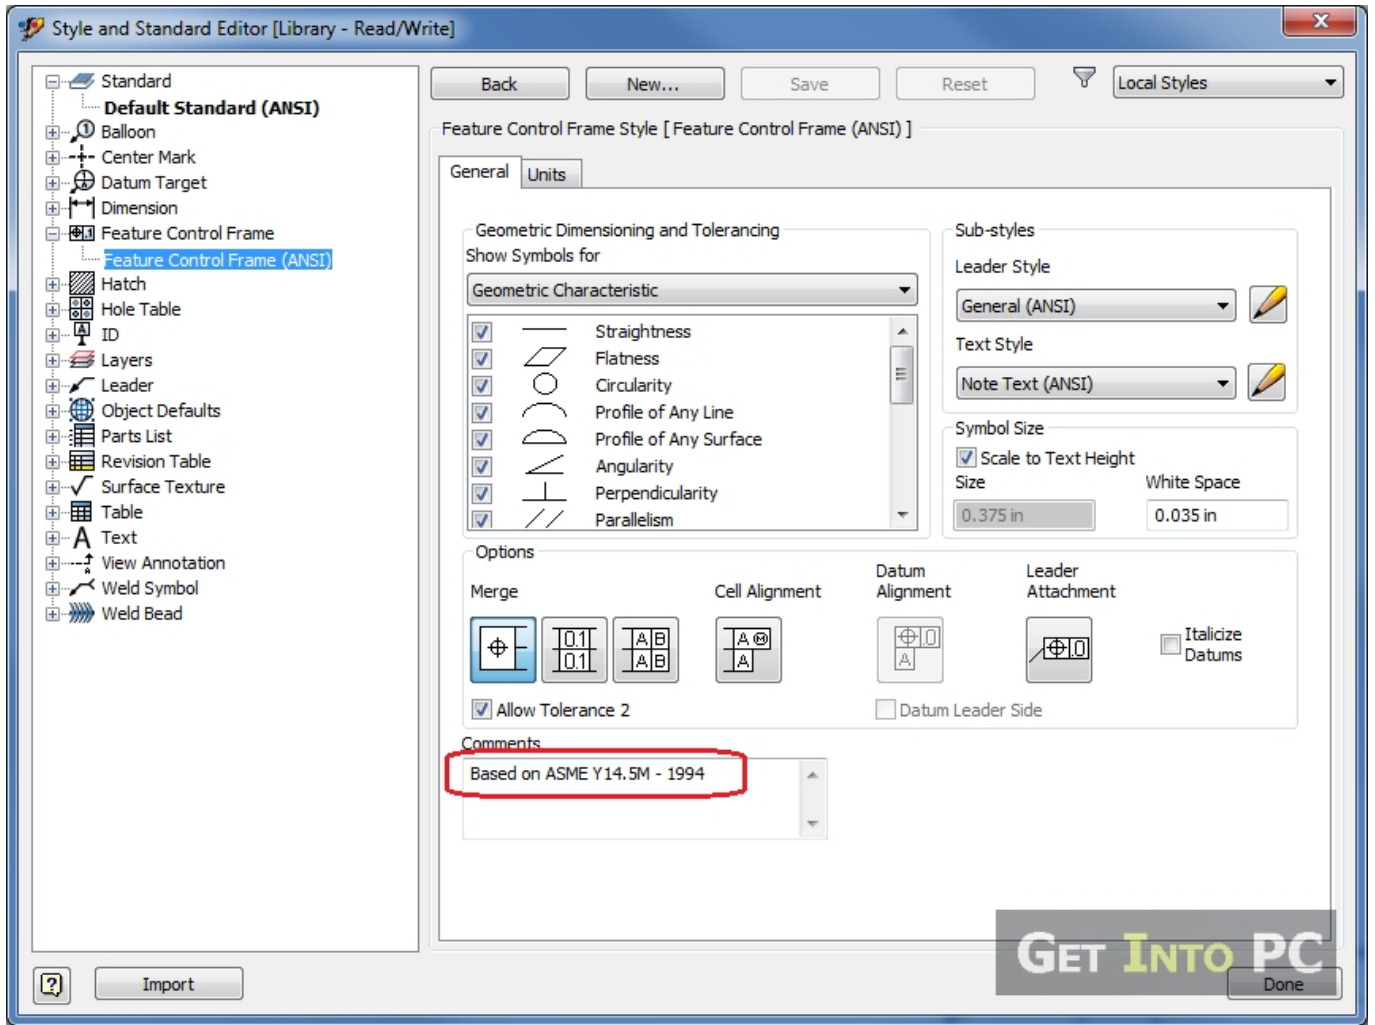 Style and Standard Editor [Library - Read/Write]
Standard
Default Standard (ANSI)
Balloon
Center Mark
Datum Target
Dimension
Feature Control Frame
Feature Control Frame (ANSI)
Hatch
Hole Table
ID
Layers
Leader
Object Defaults
Parts List
Revision Table
Surface Texture
Table
Text
View Annotation
Weld Symbol
Weld Bead
Back New... Save Reset Local Styles
Feature Control Frame Style [ Feature Control Frame (ANSI) ]
General Units
Geometric Dimensioning and Tolerancing
Show Symbols for
Geometric Characteristic
Straightness
Flatness
Circularity
Profile of Any Line
Profile of Any Surface
Angularity
Perpendicularity
Parallelism
Sub-styles
Leader Style
General (ANSI)
Text Style
Note Text (ANSI)
Symbol Size
Scale to Text Height
Size White Space
0.375 in 0.035 in
Options
Merge Cell Alignment Datum Alignment Leader Attachment
0.1 A B A M .0 .0
0.1 A B A A
Italicize
Datums
Allow Tolerance 2 Datum Leader Side
Comments
Based on ASME Y14.5M - 1994
GET INTO PC
Import Done